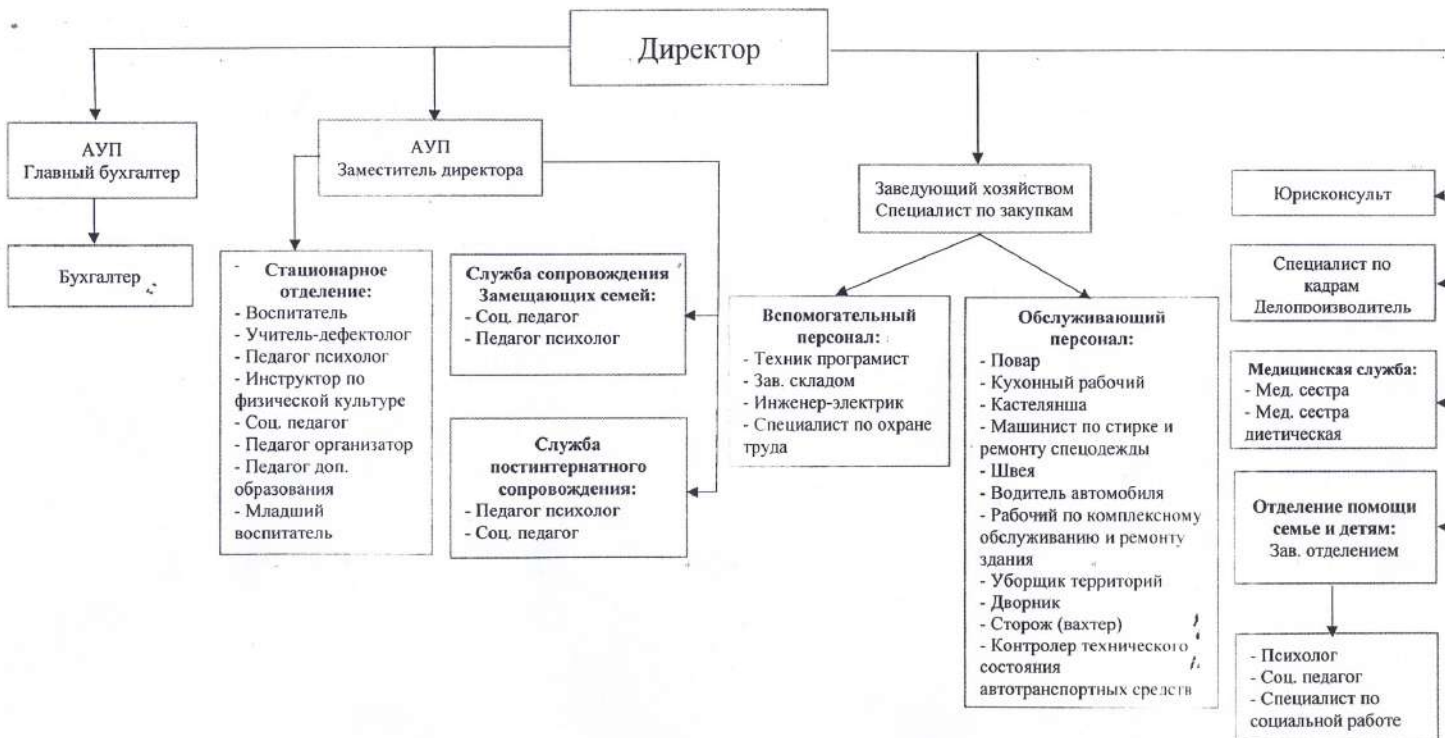 Директор
АУП
Главный бухгалтер
Бухгалтер
АУП
Заместитель директора
Стационарное
отделение:
- Воспитатель
- Учитель-дефектолог
- Педагог психолог
- Инструктор по
физической культуре
- Соц. педагог
- Педагог организатор
- Педагог доп.
образования
- Младший
воспитатель
Служба сопровождения
Замещающих семей:
- Соц. педагог
- Педагог психолог
Служба
постинтернатного
сопровождения:
- Педагог психолог
- Соц. педагог
Заведующий хозяйством
Специалист по закупкам
Вспомогательный
персонал:
- Техник програмист
- Зав. складом
- Инженер-электрик
- Специалист по охране
труда
Обслуживающий
персонал:
- Повар
- Кухонный рабочий
- Кастелянша
- Машинист по стирке и
ремонту спецодежды
- Швея
- Водитель автомобиля
- Рабочий по комплексному
обслуживанию и ремонту
здания
- Уборщик территорий
- Дворник
- Сторож (вахтер)
- Контролер технического
состояния
автотранспортных средств
Юрисконсульт
Специалист по
кадрам
Делопроизводитель
Медицинская служба:
- Мед. сестра
- Мед. сестра
диетическая
Отделение помощи
семье и детям:
Зав. отделением
- Психолог
- Соц. педагог
- Специалист по
социальной работе